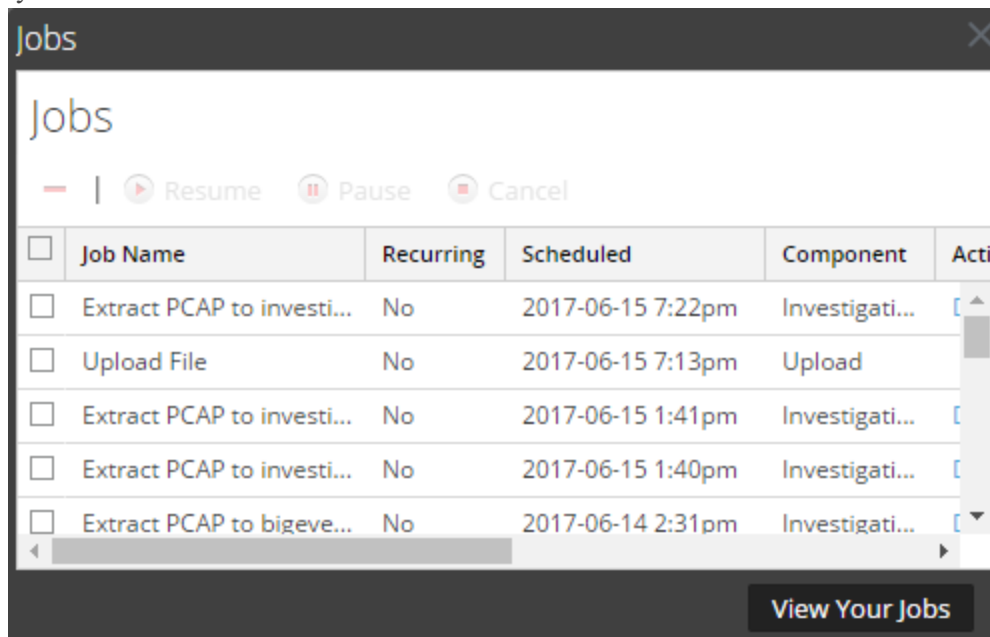 Jobs
Jobs
Resume Pause Cancel
Job Name Recurring Scheduled Component Acti
Extract PCAP to investi... No 2017-06-15 7:22pm Investigati... D
Upload File No 2017-06-15 7:13pm Upload
Extract PCAP to investi... No 2017-06-15 1:41pm Investigati... D
Extract PCAP to investi... No 2017-06-15 1:40pm Investigati... D
Extract PCAP to bigeve... No 2017-06-14 2:31pm Investigati... D
View Your Jobs